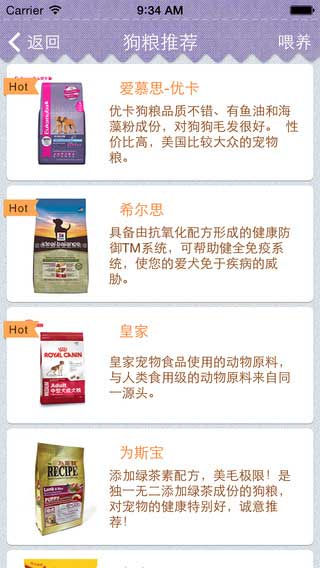 Carrier 9:34 AM
返回 狗粮推荐 喂养
Hot
Eukanuba
爱慕思-优卡
优卡狗粮品质不错、有鱼油和海
藻粉成份，对狗狗毛发很好。 性
价比高，美国比较大众的宠物
粮。
Hot
ideal balance
希尔思
具备由抗氧化配方形成的健康防
御TM系统，可帮助健全免疫系
统，使您的爱犬免于疾病的威
胁。
Hot
ROYAL CANIN
Adult
中型犬成犬粮
皇家
皇家宠物食品使用的动物原料，
与人类食用级的动物原料来自同
一源头。
RECIPE
Lamb & Rice
PUPPY
为斯宝
添加绿茶素配方，美毛极限！是
独一无二添加绿茶成份的狗粮，
对宠物的健康特别好，诚意推
荐！